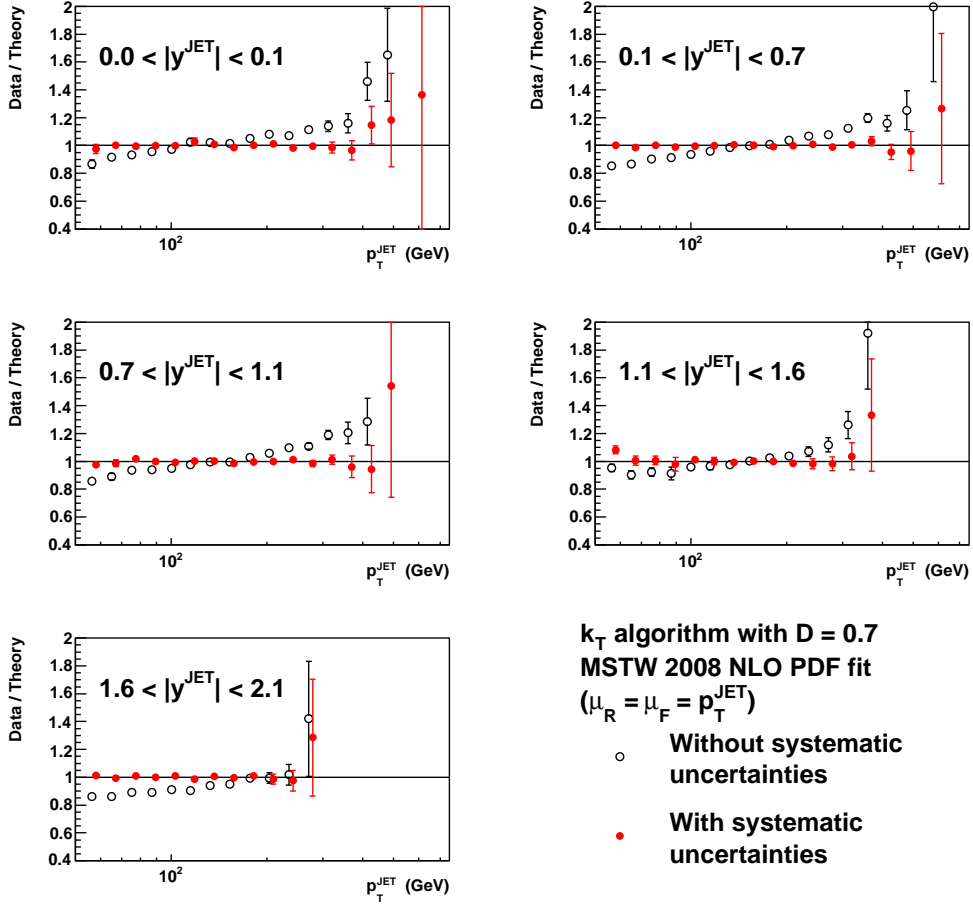 Data / Theory
2
1.8
1.6
1.4
1.2
1
0.8
0.6
0.4
0.0 < |y^JET| < 0.1
10^2
p_T^JET (GeV)
Data / Theory
2
1.8
1.6
1.4
1.2
1
0.8
0.6
0.4
0.1 < |y^JET| < 0.7
10^2
p_T^JET (GeV)
Data / Theory
2
1.8
1.6
1.4
1.2
1
0.8
0.6
0.4
0.7 < |y^JET| < 1.1
10^2
p_T^JET (GeV)
Data / Theory
2
1.8
1.6
1.4
1.2
1
0.8
0.6
0.4
1.1 < |y^JET| < 1.6
10^2
p_T^JET (GeV)
Data / Theory
2
1.8
1.6
1.4
1.2
1
0.8
0.6
0.4
1.6 < |y^JET| < 2.1
10^2
p_T^JET (GeV)
k_T algorithm with D = 0.7
MSTW 2008 NLO PDF fit
(μ_R = μ_F = p_T^JET)
Without systematic
uncertainties
With systematic
uncertainties